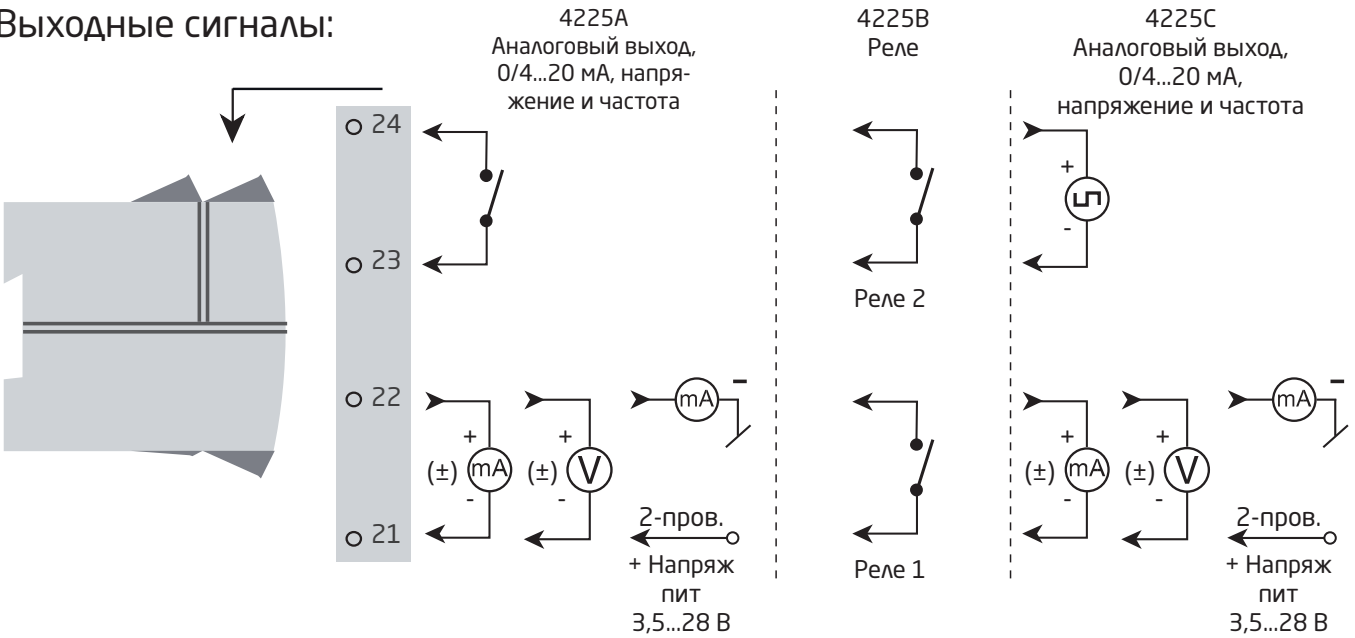 Выходные сигналы:
4225A
Аналоговый выход,
0/4...20 мА, напря-
жение и частота
4225B
Реле
4225C
Аналоговый выход,
0/4...20 мА,
напряжение и частота
24
23
22
21
+
-
Реле 2
+
(±) mA
-
+
(±) V
-
mA -
2-пров.
+ Напряж
пит
3,5...28 В
Реле 1
+
(±) mA
-
+
(±) V
-
mA -
2-пров.
+ Напряж
пит
3,5...28 В